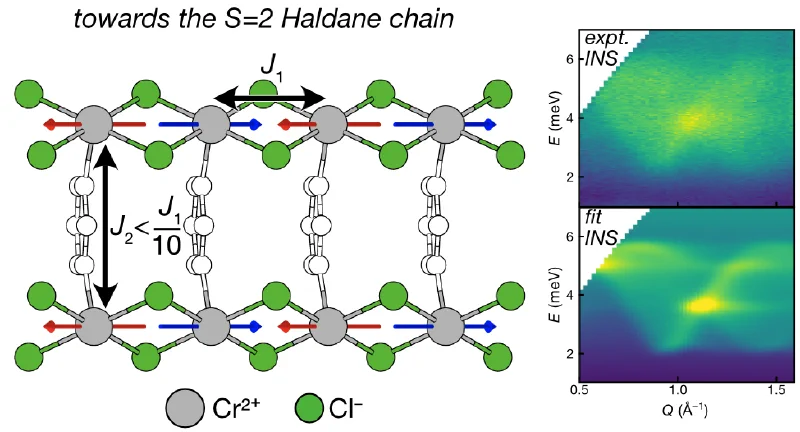 towards the S=2 Haldane chain
J₁
J₂< J₁/10
Cr²⁺
Cl⁻
expt.
INS
6
4
2
E (meV)
fit
INS
6
4
2
E (meV)
0.5 1.0 1.5
Q (Å⁻¹)